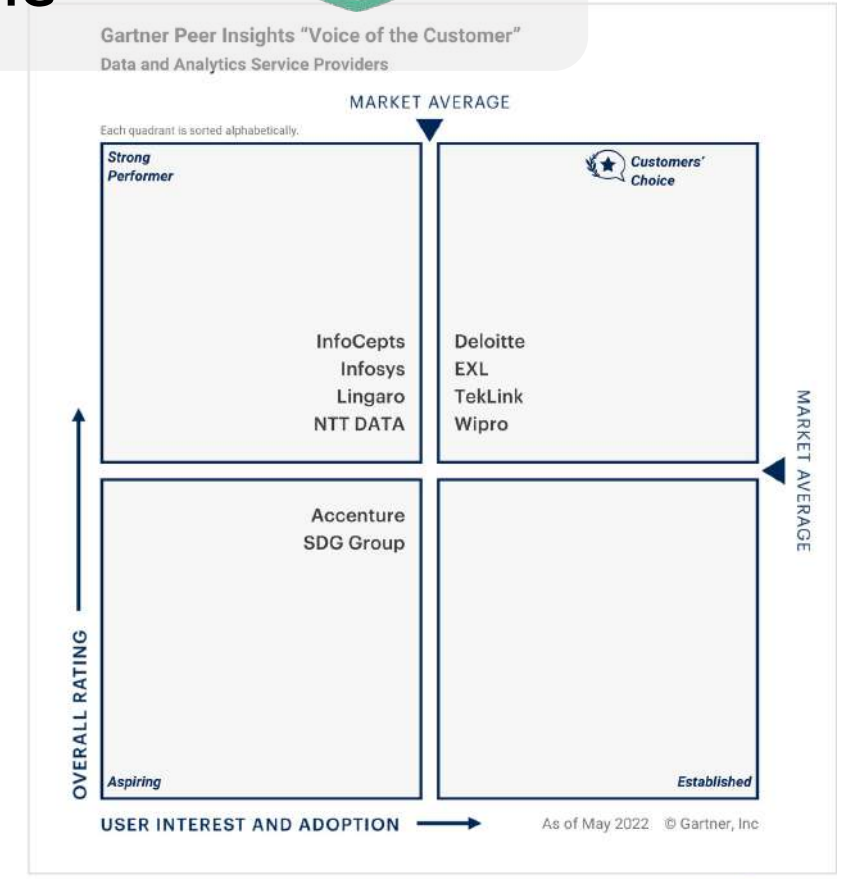 Gartner Peer Insights “Voice of the Customer”
Data and Analytics Service Providers
MARKET AVERAGE
Each quadrant is sorted alphabetically.
Strong
Performer
Customers’
Choice
InfoCepts
Infosys
Lingaro
NTT DATA
Deloitte
EXL
TekLink
Wipro
MARKET AVERAGE
Accenture
SDG Group
OVERALL RATING
Aspiring
Established
USER INTEREST AND ADOPTION
As of May 2022 © Gartner, Inc